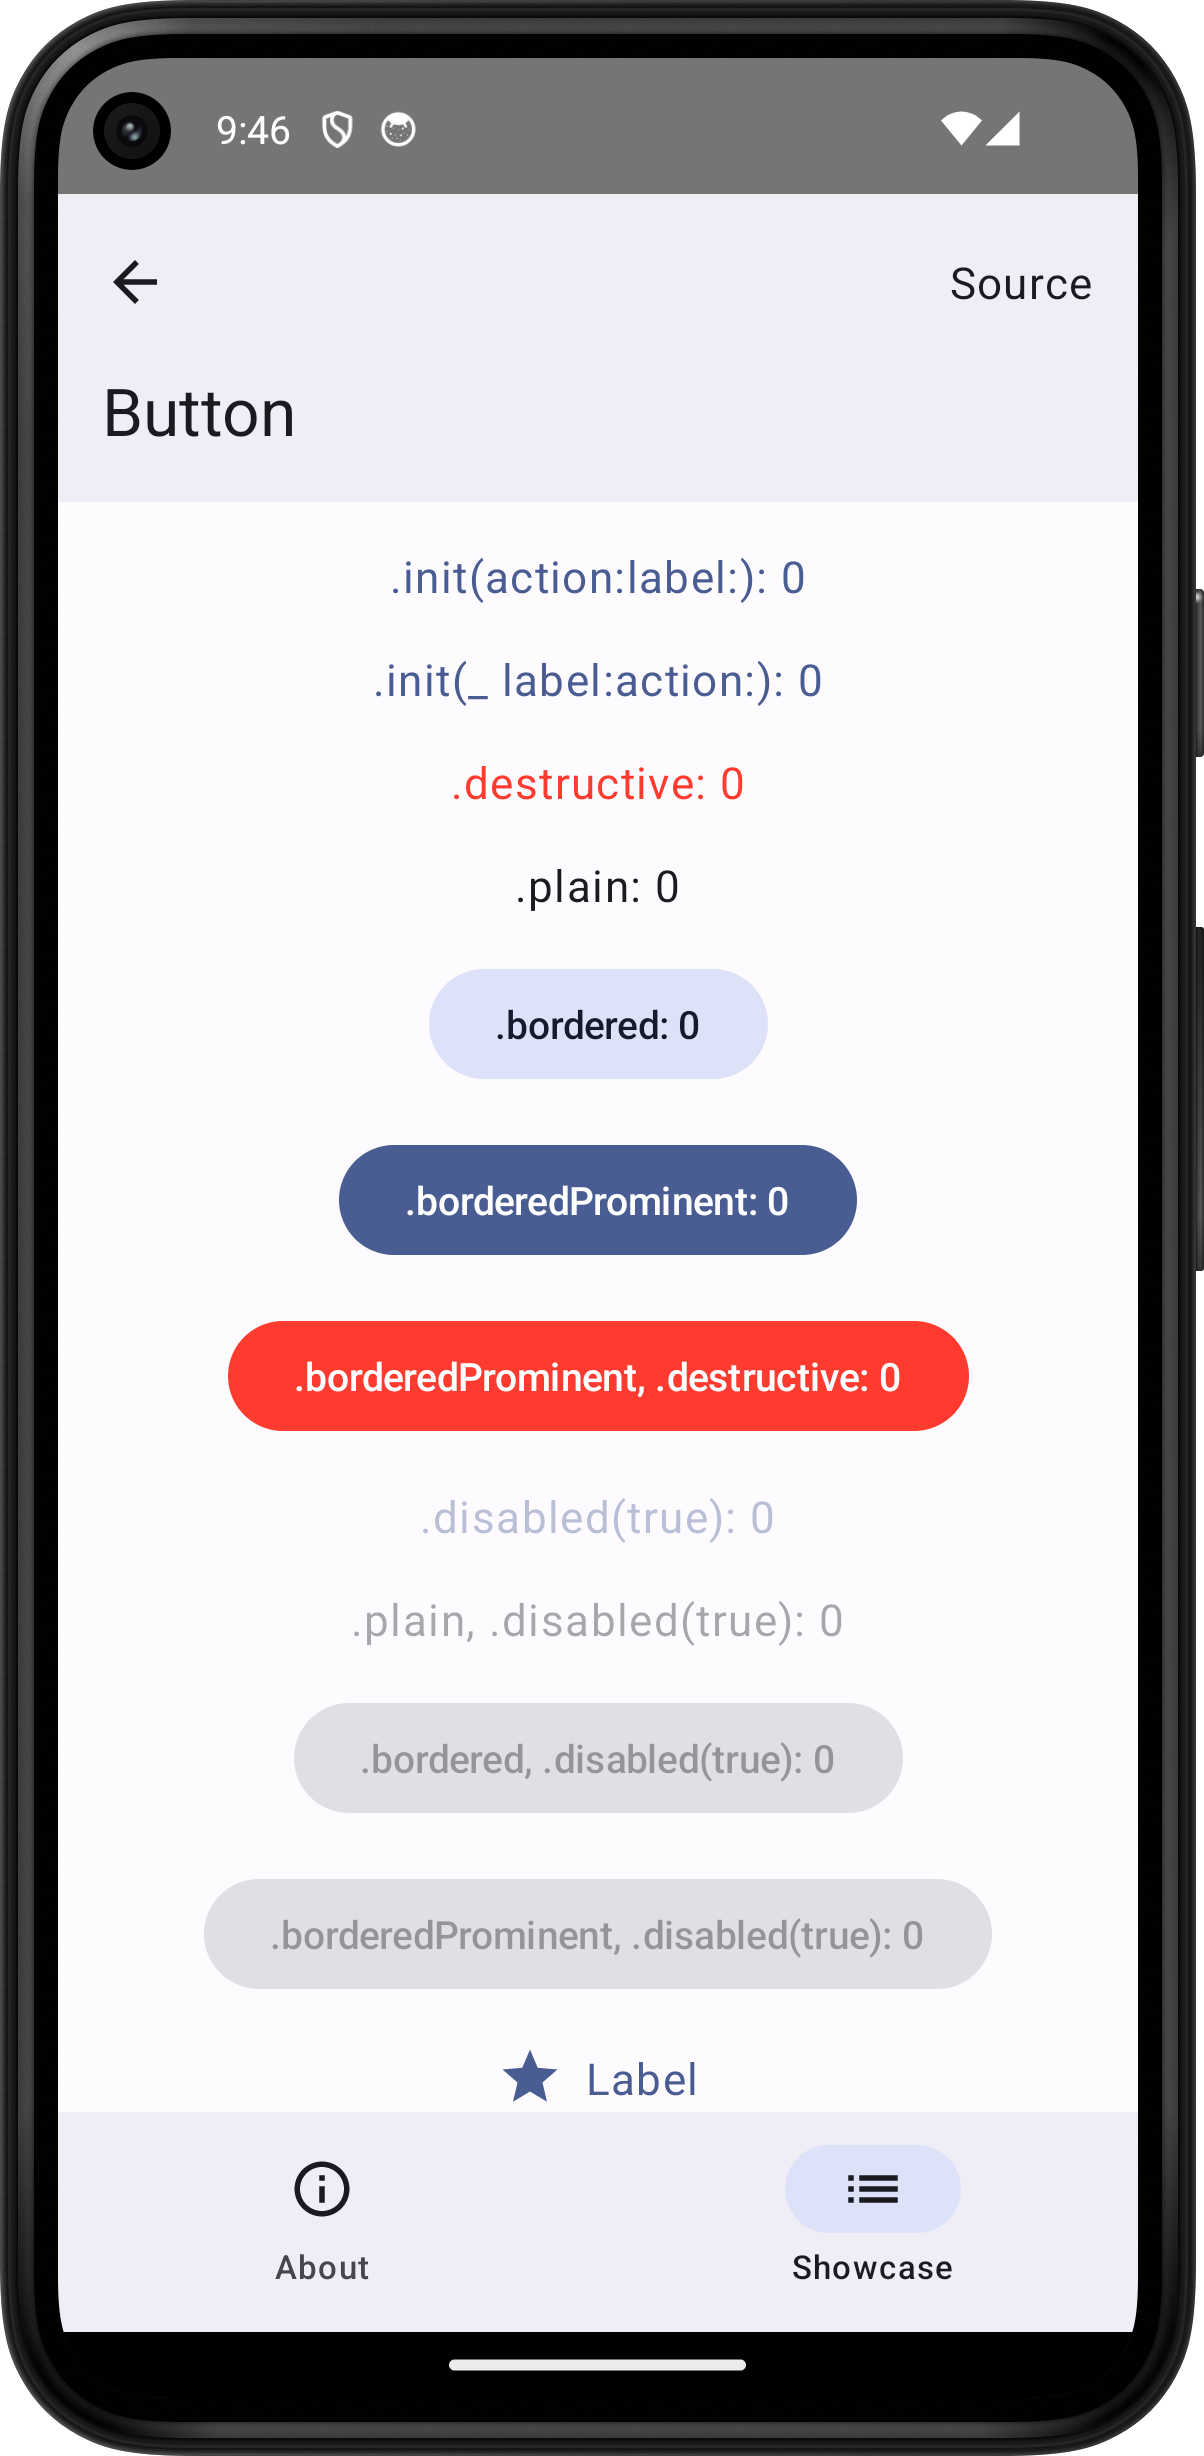 9:46
Source
Button
.init(action:label:): 0
.init(_ label:action:): 0
.destructive: 0
.plain: 0
.bordered: 0
.borderedProminent: 0
.borderedProminent, .destructive: 0
.disabled(true): 0
.plain, .disabled(true): 0
.bordered, .disabled(true): 0
.borderedProminent, .disabled(true): 0
Label
About
Showcase